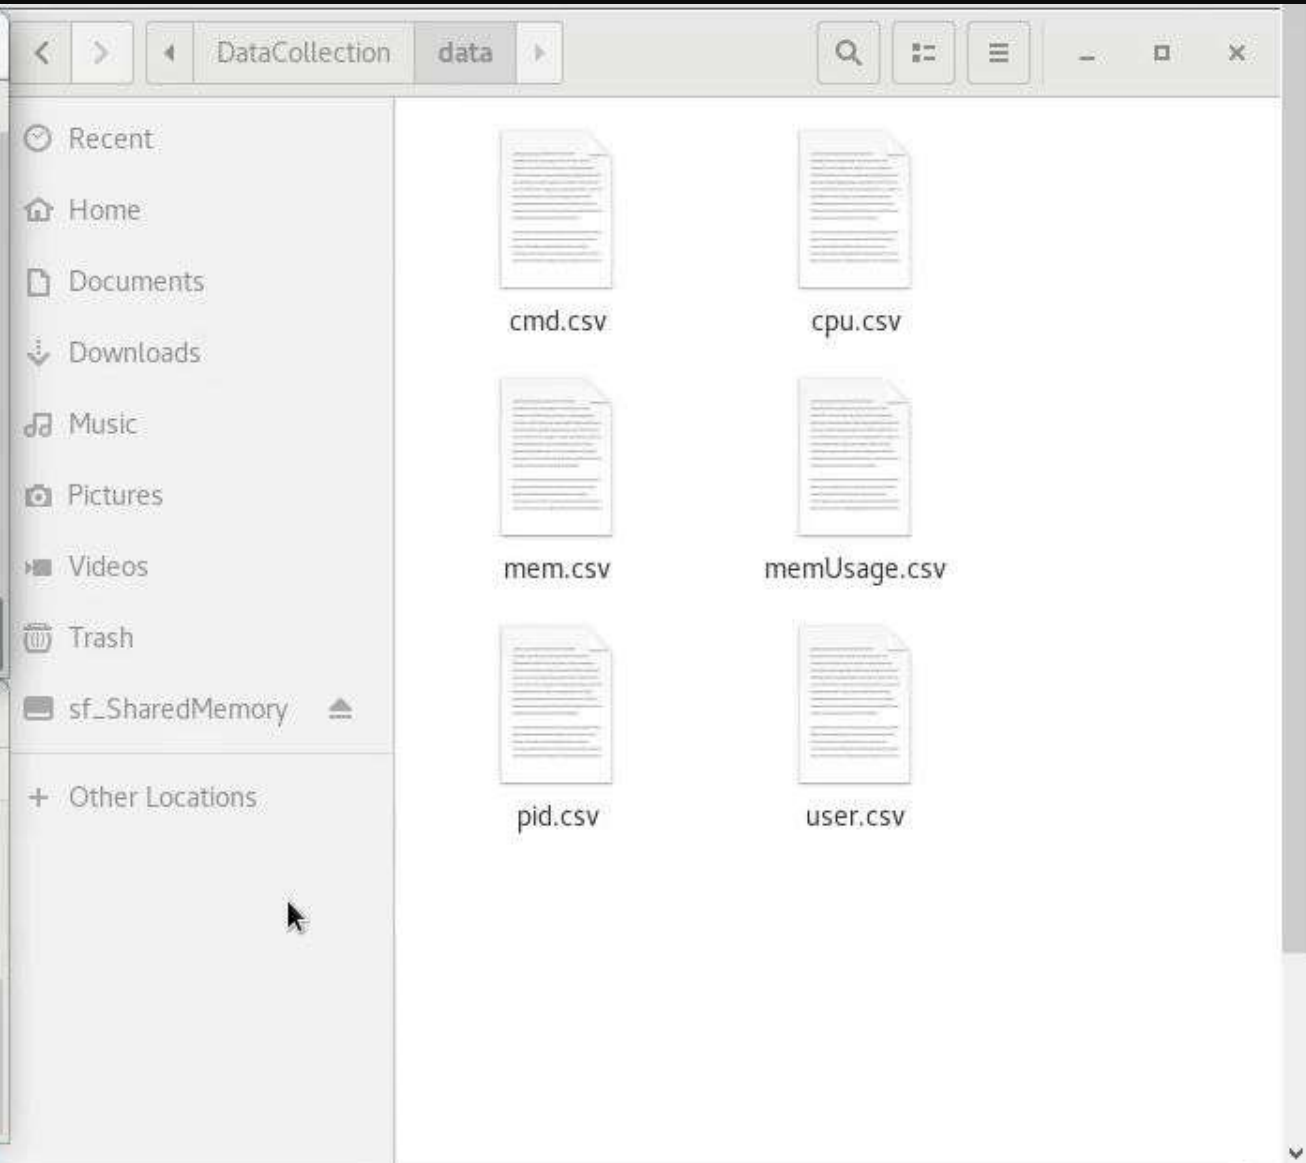 DataCollection data
Recent
Home
Documents
Downloads
Music
Pictures
Videos
Trash
sf_SharedMemory
Other Locations
cmd.csv cpu.csv
mem.csv memUsage.csv
pid.csv user.csv